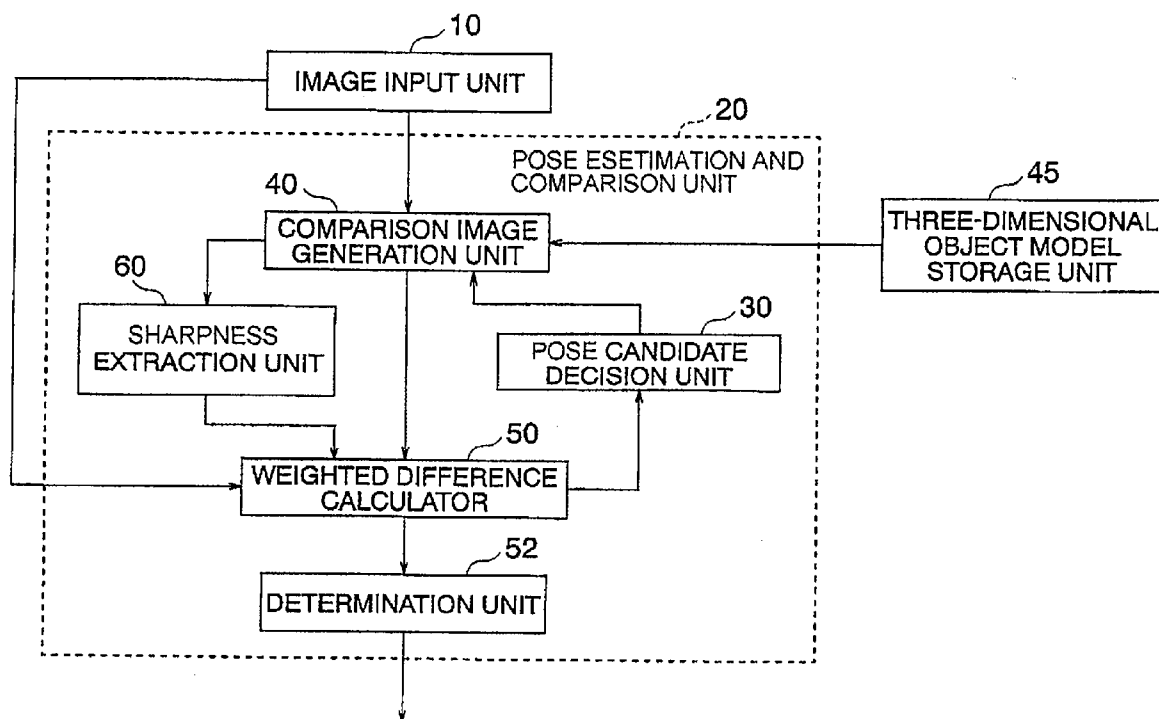 10
IMAGE INPUT UNIT
20
POSE ESETIMATION AND
COMPARISON UNIT
40
COMPARISON IMAGE
GENERATION UNIT
45
THREE-DIMENSIONAL
OBJECT MODEL
STORAGE UNIT
60
SHARPNESS
EXTRACTION UNIT
30
POSE CANDIDATE
DECISION UNIT
50
WEIGHTED DIFFERENCE
CALCULATOR
52
DETERMINATION UNIT